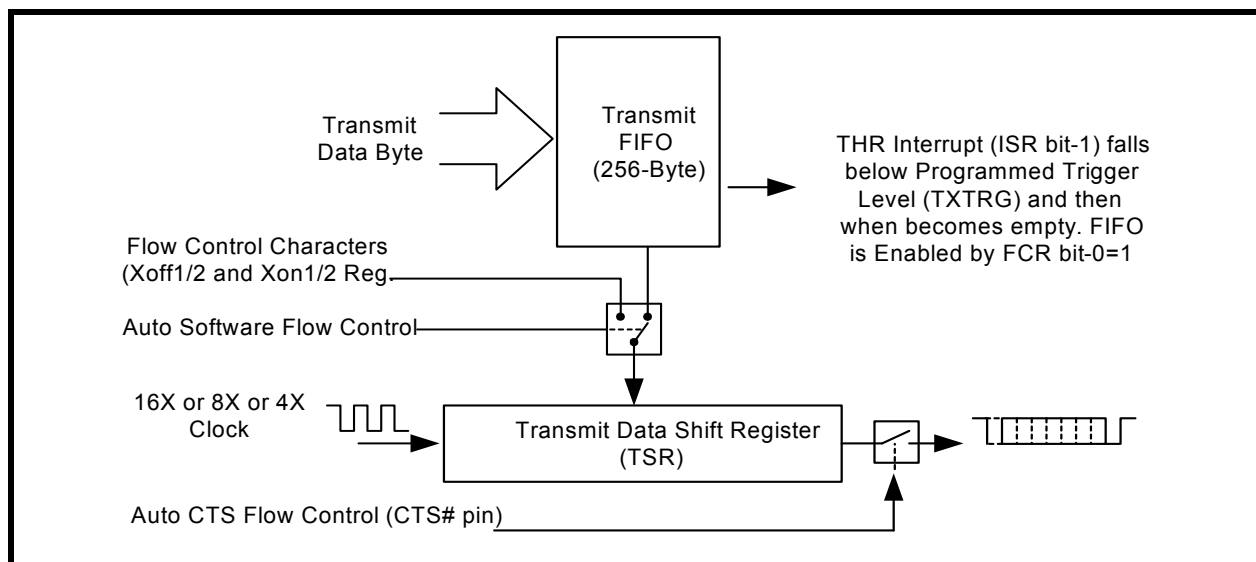 Transmit
Data Byte
Transmit
FIFO
(256-Byte)
THR Interrupt (ISR bit-1) falls
below Programmed Trigger
Level (TXTRG) and then
when becomes empty. FIFO
is Enabled by FCR bit-0=1
Flow Control Characters
(Xoff1/2 and Xon1/2 Reg.
Auto Software Flow Control
16X or 8X or 4X
Clock
Transmit Data Shift Register
(TSR)
Auto CTS Flow Control (CTS# pin)